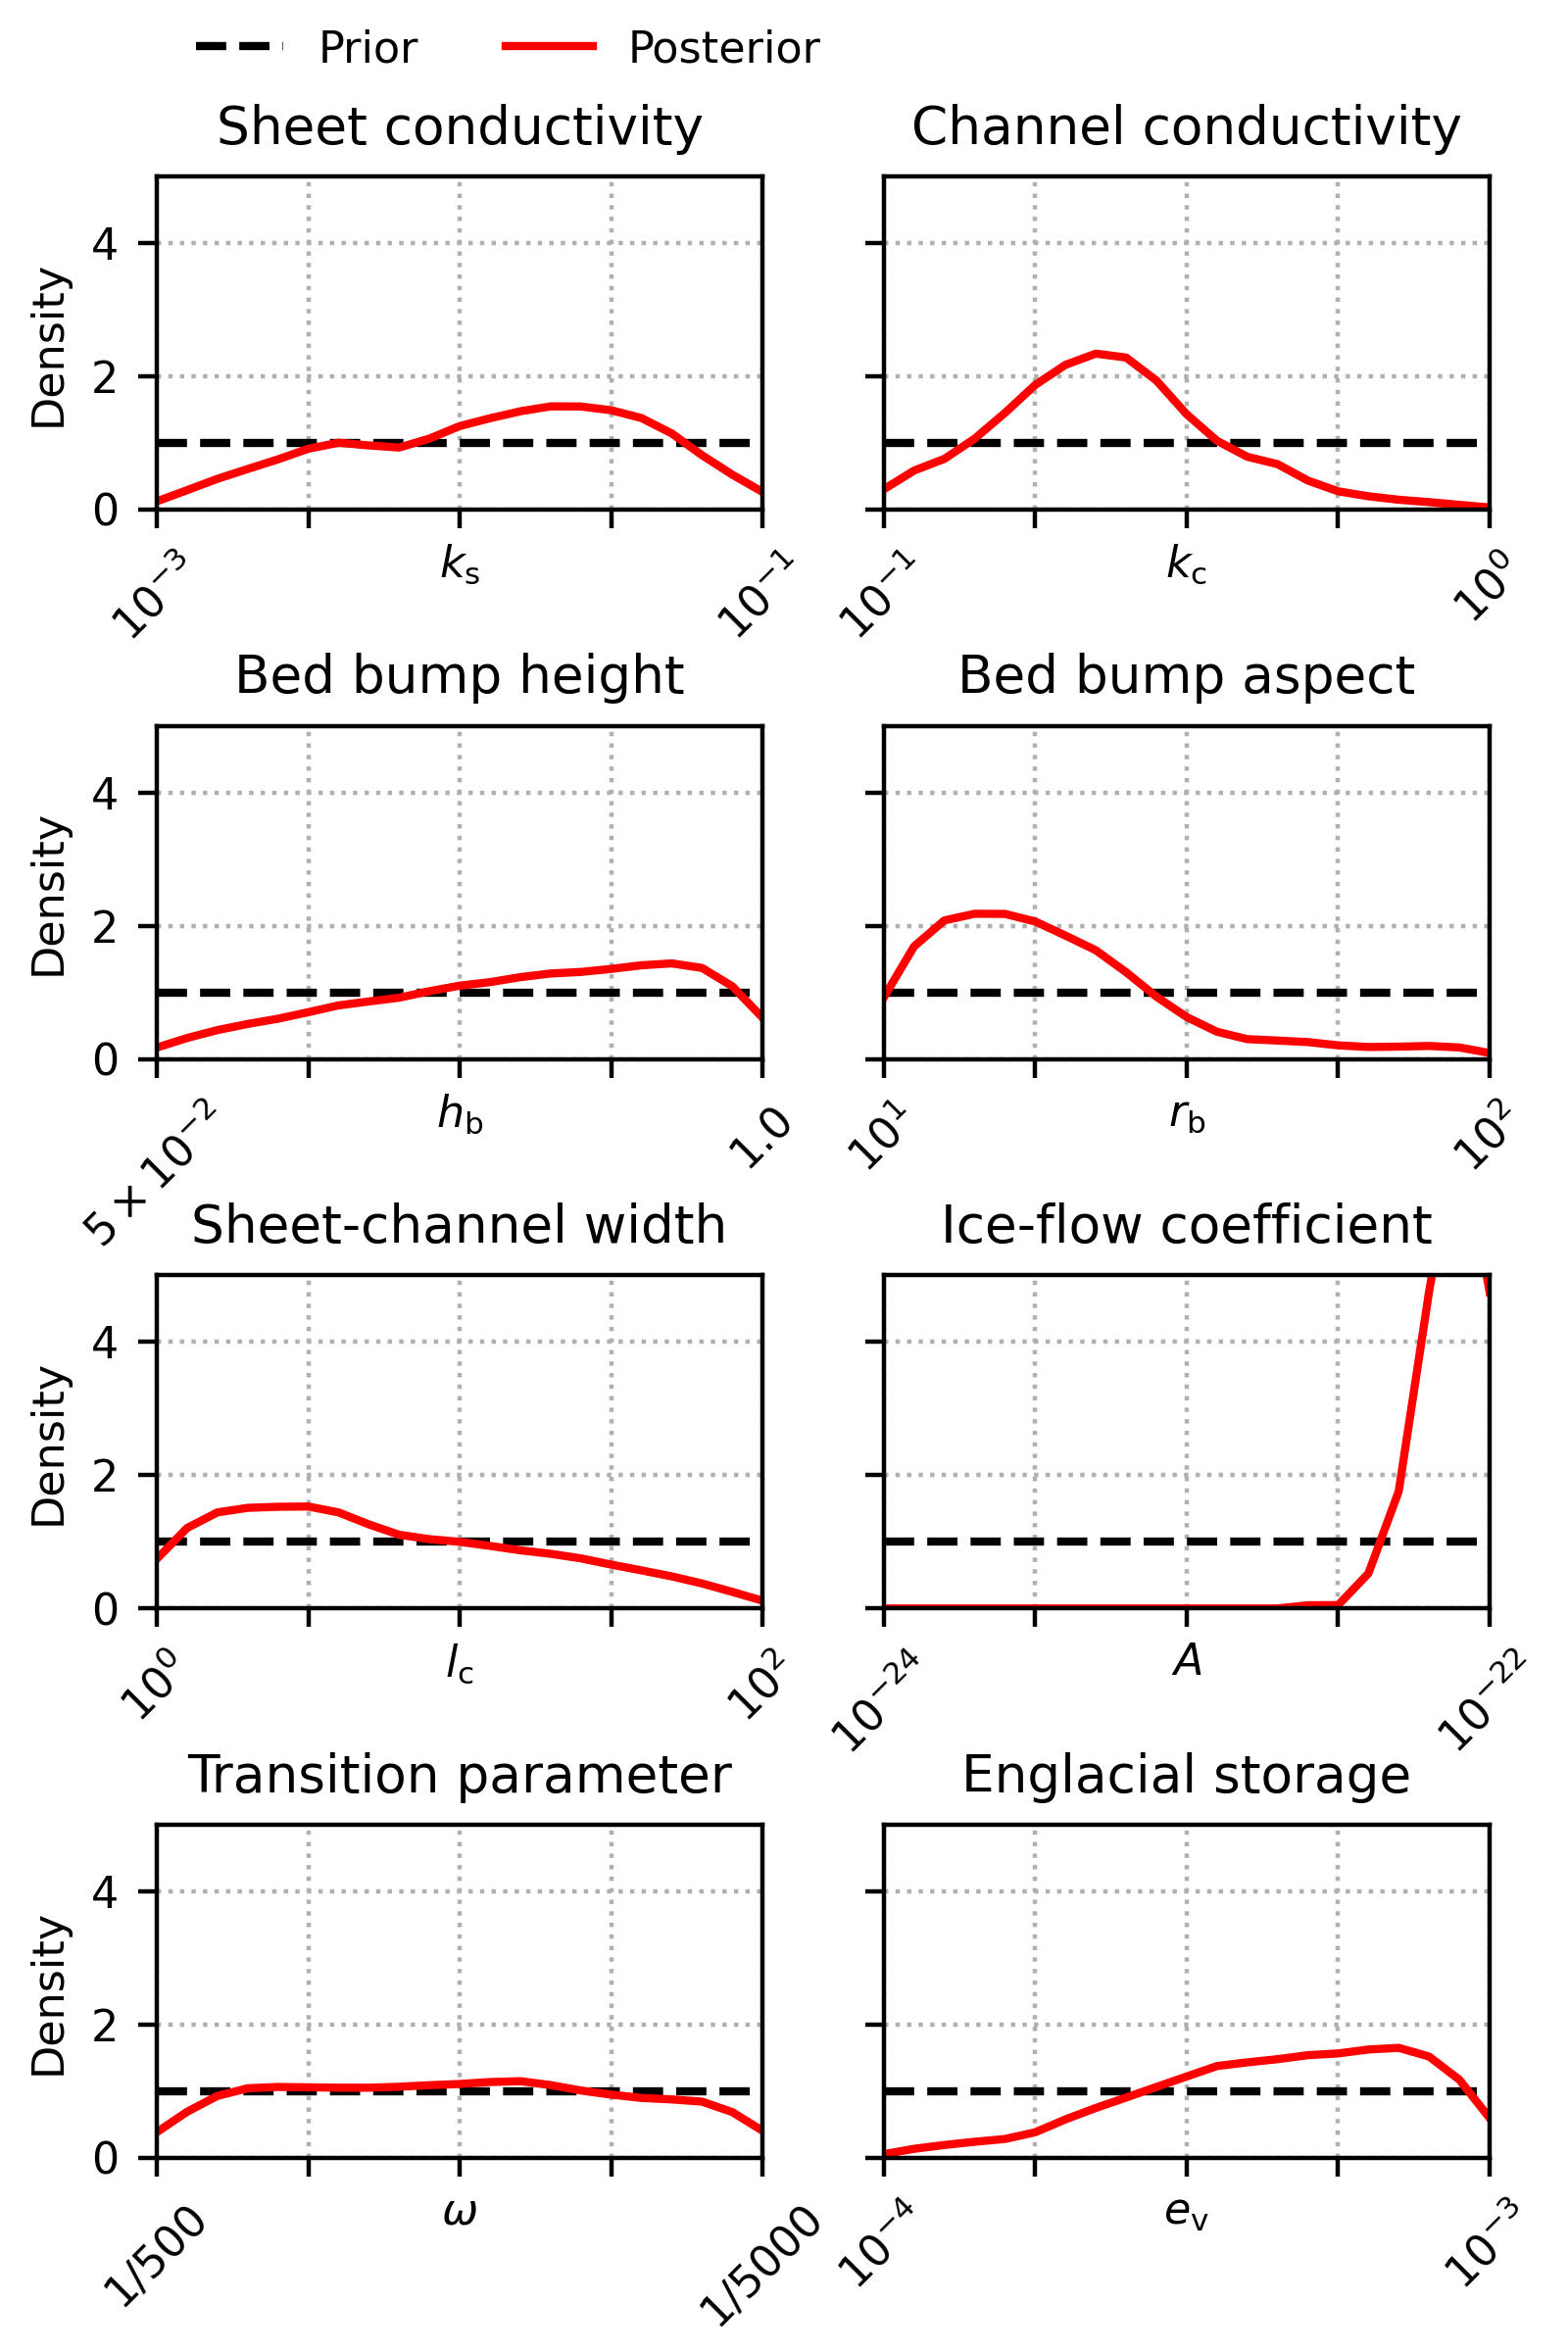 Prior Posterior
Sheet conductivity Channel conductivity
Density 4 2 0
10⁻³ kₛ 10⁻¹ 10⁻¹ k_c 10⁰
Bed bump height Bed bump aspect
Density 4 2 0
5 × 10⁻² h_b 1.0 10¹ r_b 10²
Sheet-channel width Ice-flow coefficient
Density 4 2 0
10⁰ l_c 10² 10⁻²⁴ A 10⁻²²
Transition parameter Englacial storage
Density 4 2 0
1/500 ω 1/5000 10⁻⁴ e_v 10⁻³